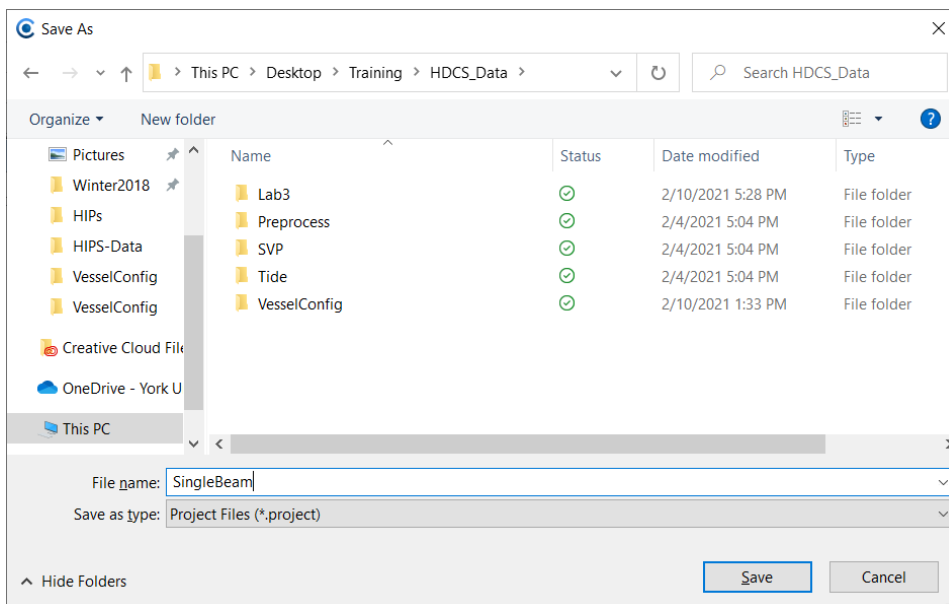 Save As
This PC > Desktop > Training > HDCS_Data >
Search HDCS_Data
Organize
New folder
Pictures
Winter2018
HIPs
HIPS-Data
VesselConfig
VesselConfig
Creative Cloud File
OneDrive - York U
This PC
Name Status Date modified Type
Lab3 2/10/2021 5:28 PM File folder
Preprocess 2/4/2021 5:04 PM File folder
SVP 2/4/2021 5:04 PM File folder
Tide 2/4/2021 5:04 PM File folder
VesselConfig 2/10/2021 1:33 PM File folder
File name: SingleBeam
Save as type: Project Files (*.project)
Hide Folders
Save
Cancel